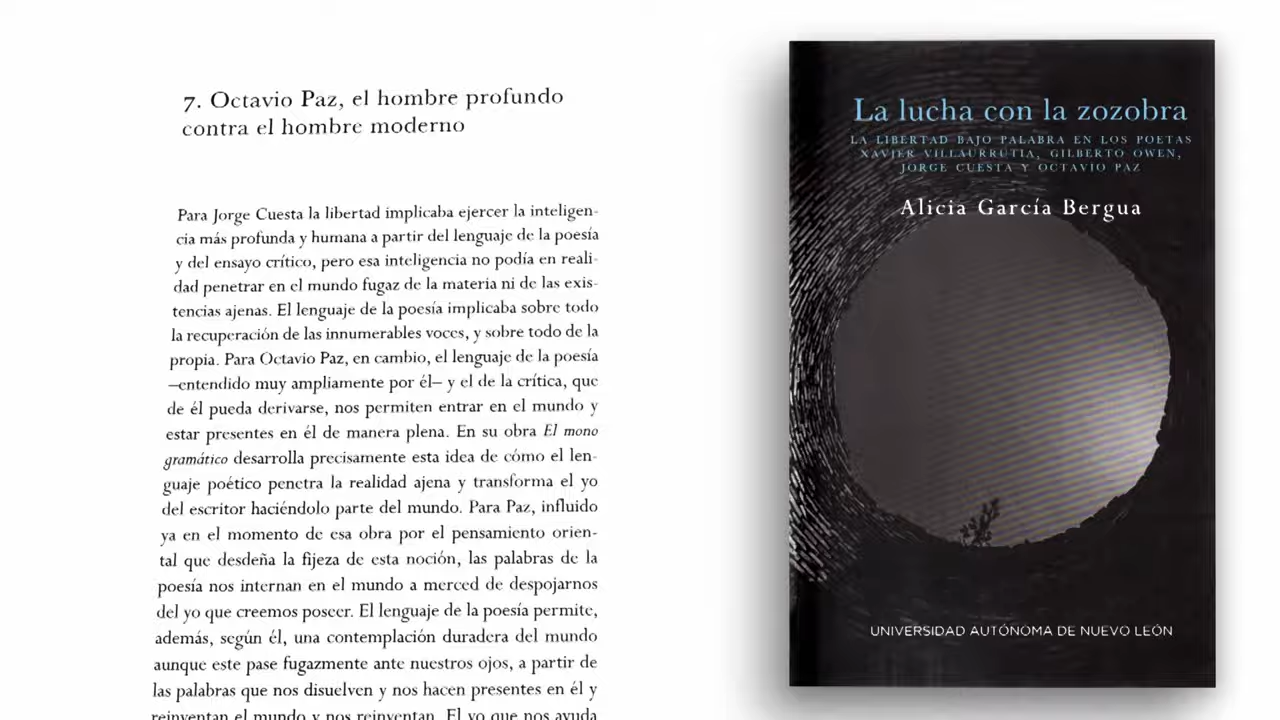 7. Octavio Paz, el hombre profundo
contra el hombre moderno
Para Jorge Cuesta la libertad implicaba ejercer la inteligen-
cia más profunda y humana a partir del lenguaje de la poesía
y del ensayo crítico, pero esa inteligencia no podía en reali-
dad penetrar en el mundo fugaz de la materia ni de las exis-
tencias ajenas. El lenguaje de la poesía implicaba sobre todo
la recuperación de las innumerables voces, y sobre todo de la
propia. Para Octavio Paz, en cambio, el lenguaje de la poesía
—entendido muy ampliamente por él— y el de la crítica, que
de él pueda derivarse, nos permiten entrar en el mundo y
estar presentes en él de manera plena. En su obra El mono
gramático desarrolla precisamente esta idea de cómo el len-
guaje poético penetra la realidad ajena y transforma el yo
del escritor haciéndolo parte del mundo. Para Paz, influido
ya en el momento de esa obra por el pensamiento orien-
tal que desdeña la fijeza de esta noción, las palabras de la
poesía nos internan en el mundo a merced de despojarnos
del yo que creemos poseer. El lenguaje de la poesía permite,
además, según él, una contemplación duradera del mundo
aunque este pase fugazmente ante nuestros ojos, a partir de
las palabras que nos disuelven y nos hacen presentes en él y
reinventan el mundo y nos reinventan. El yo que nos ayuda
La lucha con la zozobra
LA LIBERTAD BAJO PALABRA EN LOS POETAS
XAVIER VILLAURRUTIA, GILBERTO OWEN,
JORGE CUESTA Y OCTAVIO PAZ
Alicia García Bergua
UNIVERSIDAD AUTÓNOMA DE NUEVO LEÓN